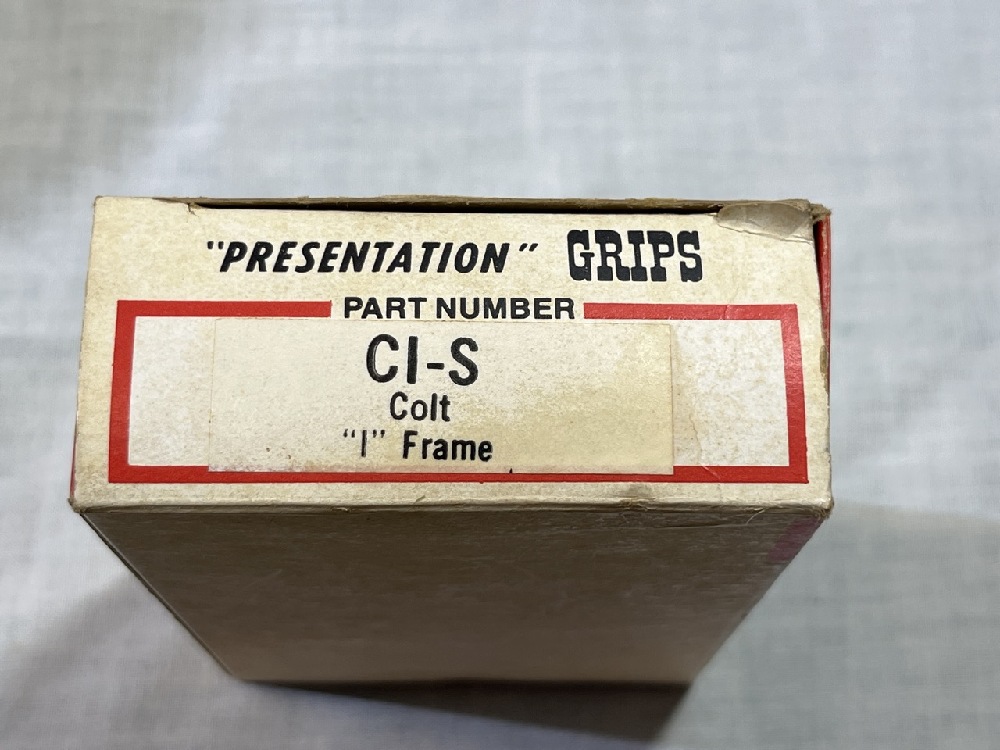 "PRESENTATION" GRIPS
PART NUMBER
CI-S
Colt
"I" Frame